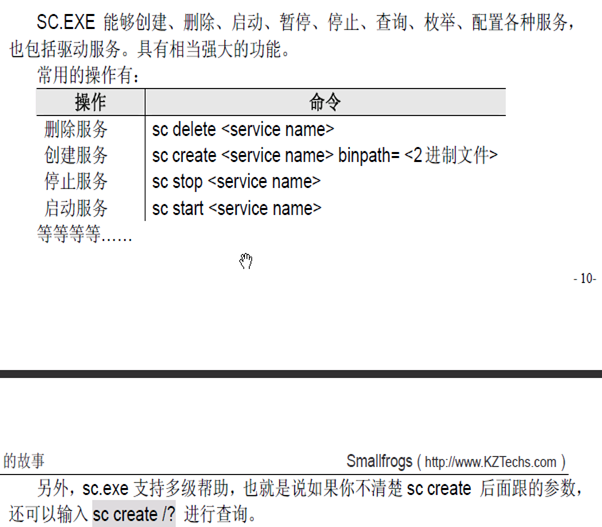 SC.EXE 能够创建、删除、启动、暂停、停止、查询、枚举、配置各种服务，
也包括驱动服务。具有相当强大的功能。
常用的操作有：
操作 命令
删除服务 sc delete <service name>
创建服务 sc create <service name> binpath= <2 进制文件>
停止服务 sc stop <service name>
启动服务 sc start <service name>
等等等等……
- 10-
的故事 Smallfrogs ( http://www.KZTechs.com )
另外，sc.exe 支持多级帮助，也就是说如果你不清楚 sc create 后面跟的参数，
还可以输入 sc create /? 进行查询。